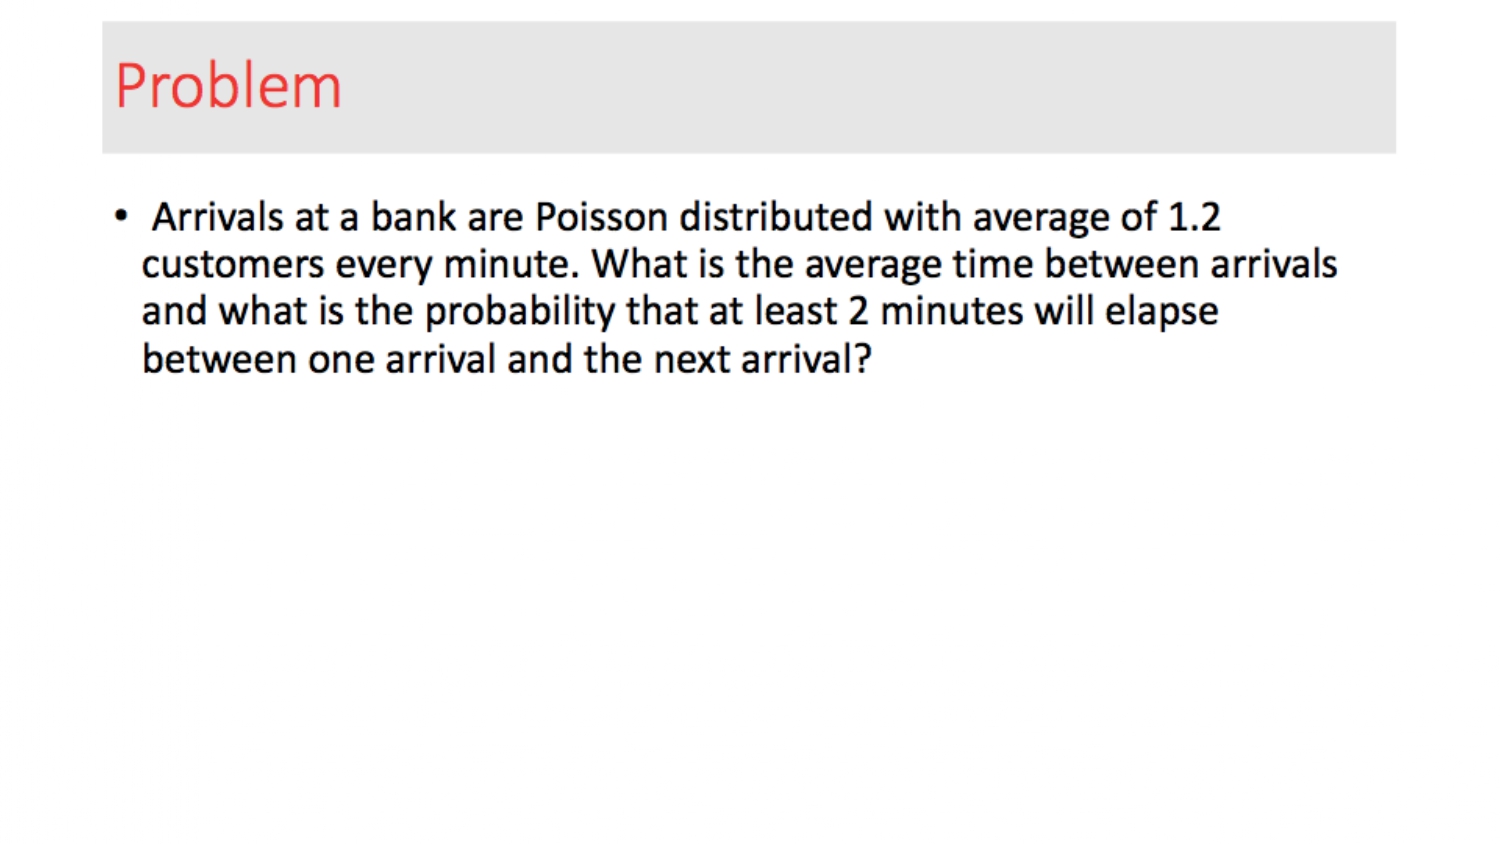 Problem
• Arrivals at a bank are Poisson distributed with average of 1.2
customers every minute. What is the average time between arrivals
and what is the probability that at least 2 minutes will elapse
between one arrival and the next arrival?